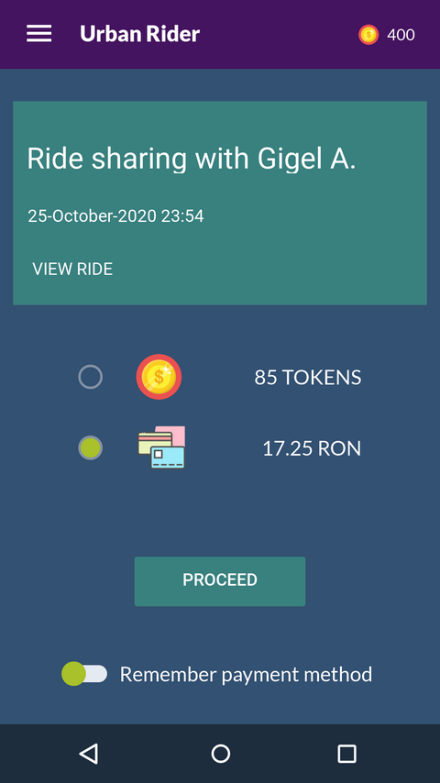 Urban Rider
400
Ride sharing with Gigel A.
25-October-2020 23:54
VIEW RIDE
85 TOKENS
17.25 RON
PROCEED
Remember payment method